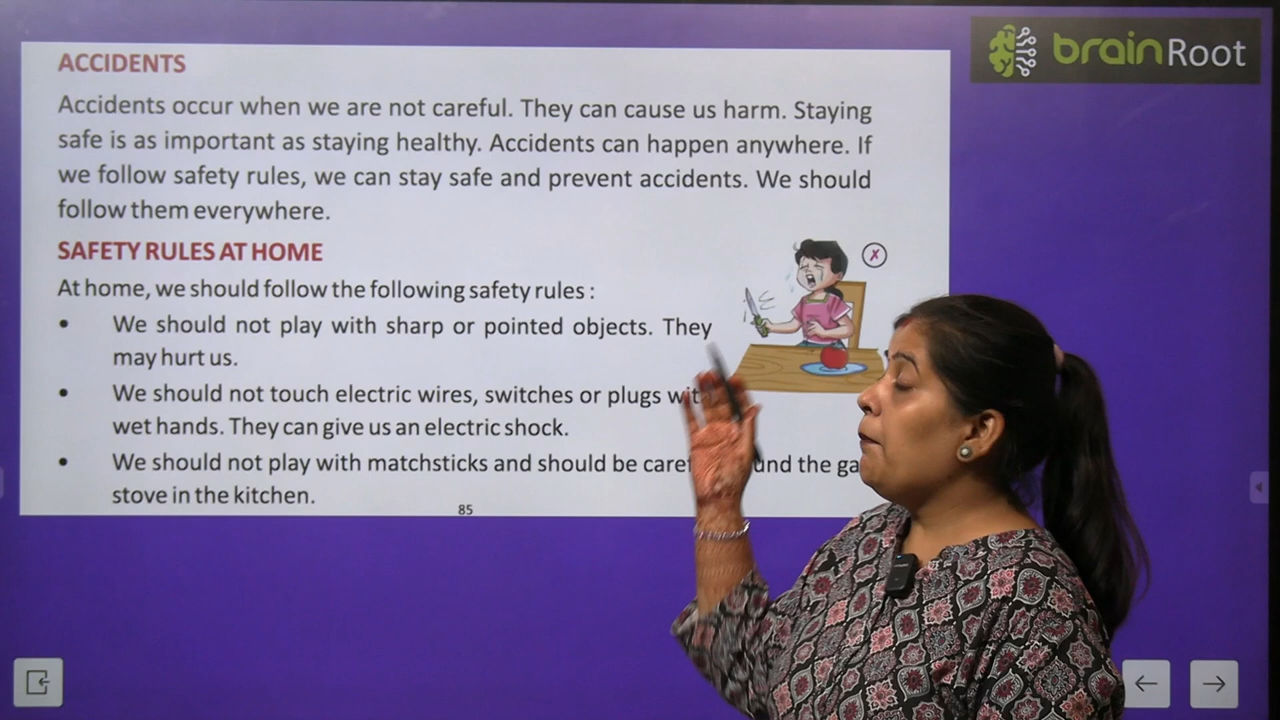 brainRoot
ACCIDENTS
Accidents occur when we are not careful. They can cause us harm. Staying
safe is as important as staying healthy. Accidents can happen anywhere. If
we follow safety rules, we can stay safe and prevent accidents. We should
follow them everywhere.
SAFETY RULES AT HOME
At home, we should follow the following safety rules :
• We should not play with sharp or pointed objects. They
may hurt us.
• We should not touch electric wires, switches or plugs
wet hands. They can give us an electric shock.
• We should not play with matchsticks and should be the
stove in the kitchen.
85